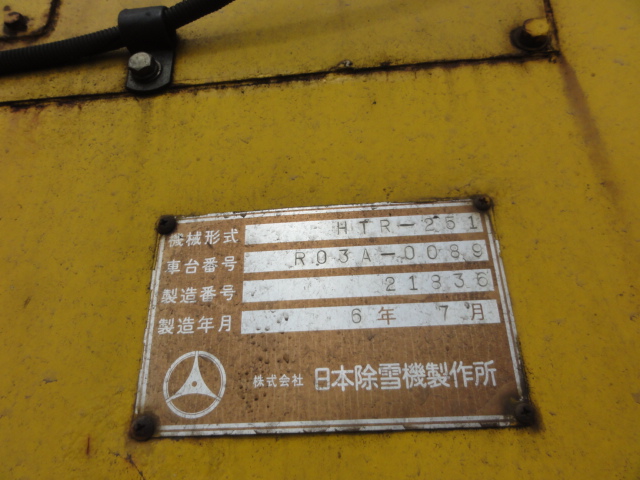 機械形式 HTR-251
車台番号 R03A-0089
製造番号 21836
製造年月 6年 7月
株式会社 日本除雪機製作所